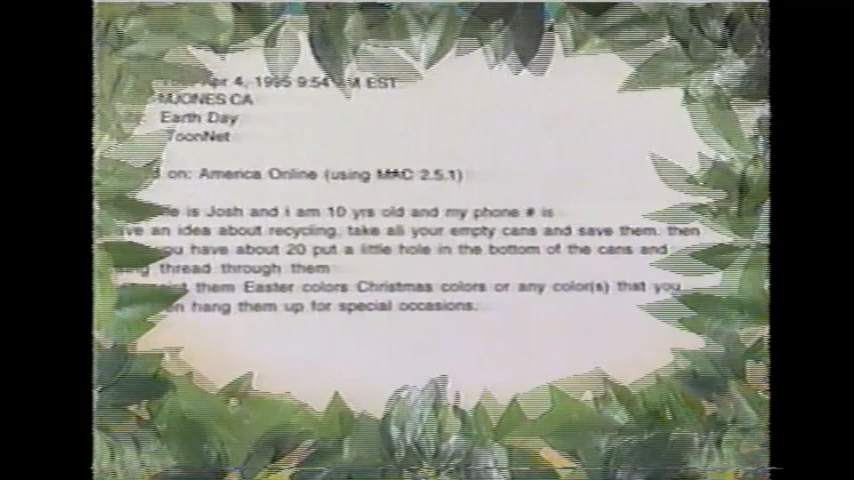 Apr 4, 1995 9:54 AM EST
MJONES CA
Earth Day
ToonNet
on: America Online (using MAC 2.5.1)
is Josh and i am 10 yrs old and my phone # is
an idea about recycling, take all your empty cans and save them. then
you have about 20 put a little hole in the bottom of the cans and
thread through them
them Easter colors Christmas colors or any color(s) that you
hang them up for special occasions.